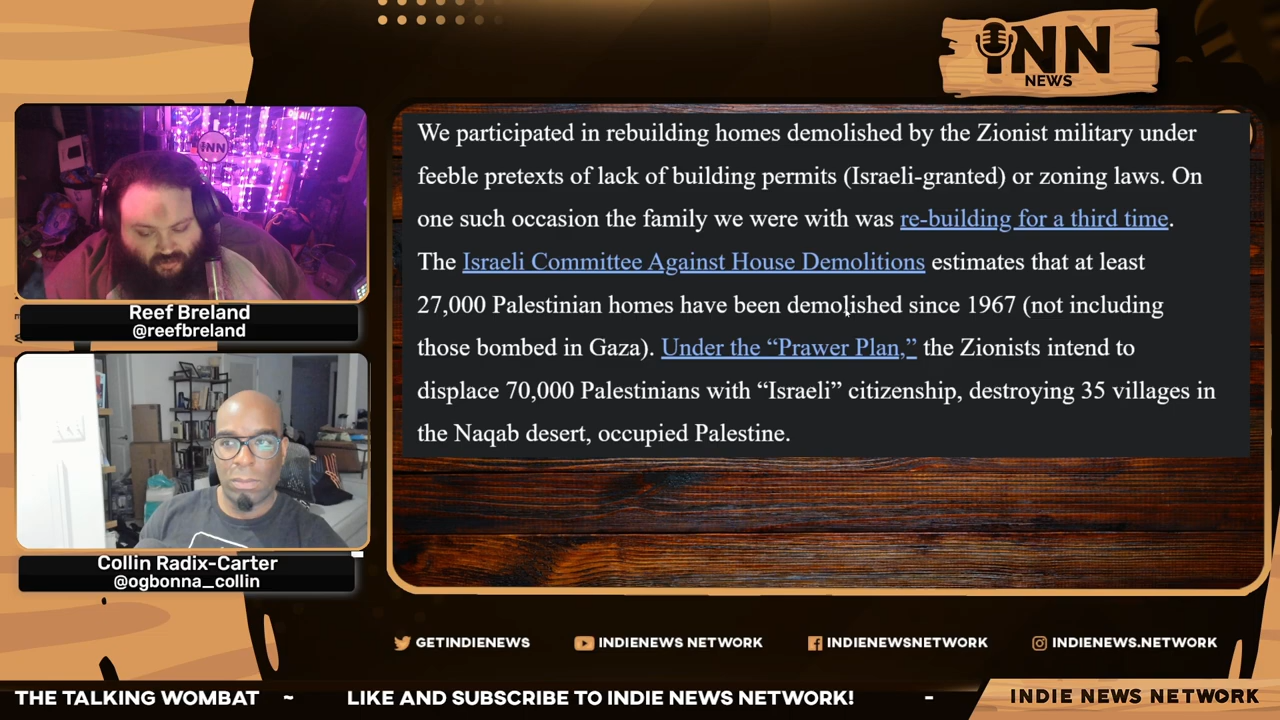 INN
NEWS
We participated in rebuilding homes demolished by the Zionist military under
feeble pretexts of lack of building permits (Israeli-granted) or zoning laws. On
one such occasion the family we were with was re-building for a third time.
The Israeli Committee Against House Demolitions estimates that at least
27,000 Palestinian homes have been demolished since 1967 (not including
those bombed in Gaza). Under the “Prawer Plan,” the Zionists intend to
displace 70,000 Palestinians with “Israeli” citizenship, destroying 35 villages in
the Naqab desert, occupied Palestine.
INN
Reef Breland
@reefbreland
Collin Radix-Carter
@ogbonna_collin
GETINDIENEWS
INDIENEWS NETWORK
INDIENEWSNETWORK
INDIENEWS.NETWORK
THE TALKING WOMBAT ~ LIKE AND SUBSCRIBE TO INDIE NEWS NETWORK! -
INDIE NEWS NETWORK